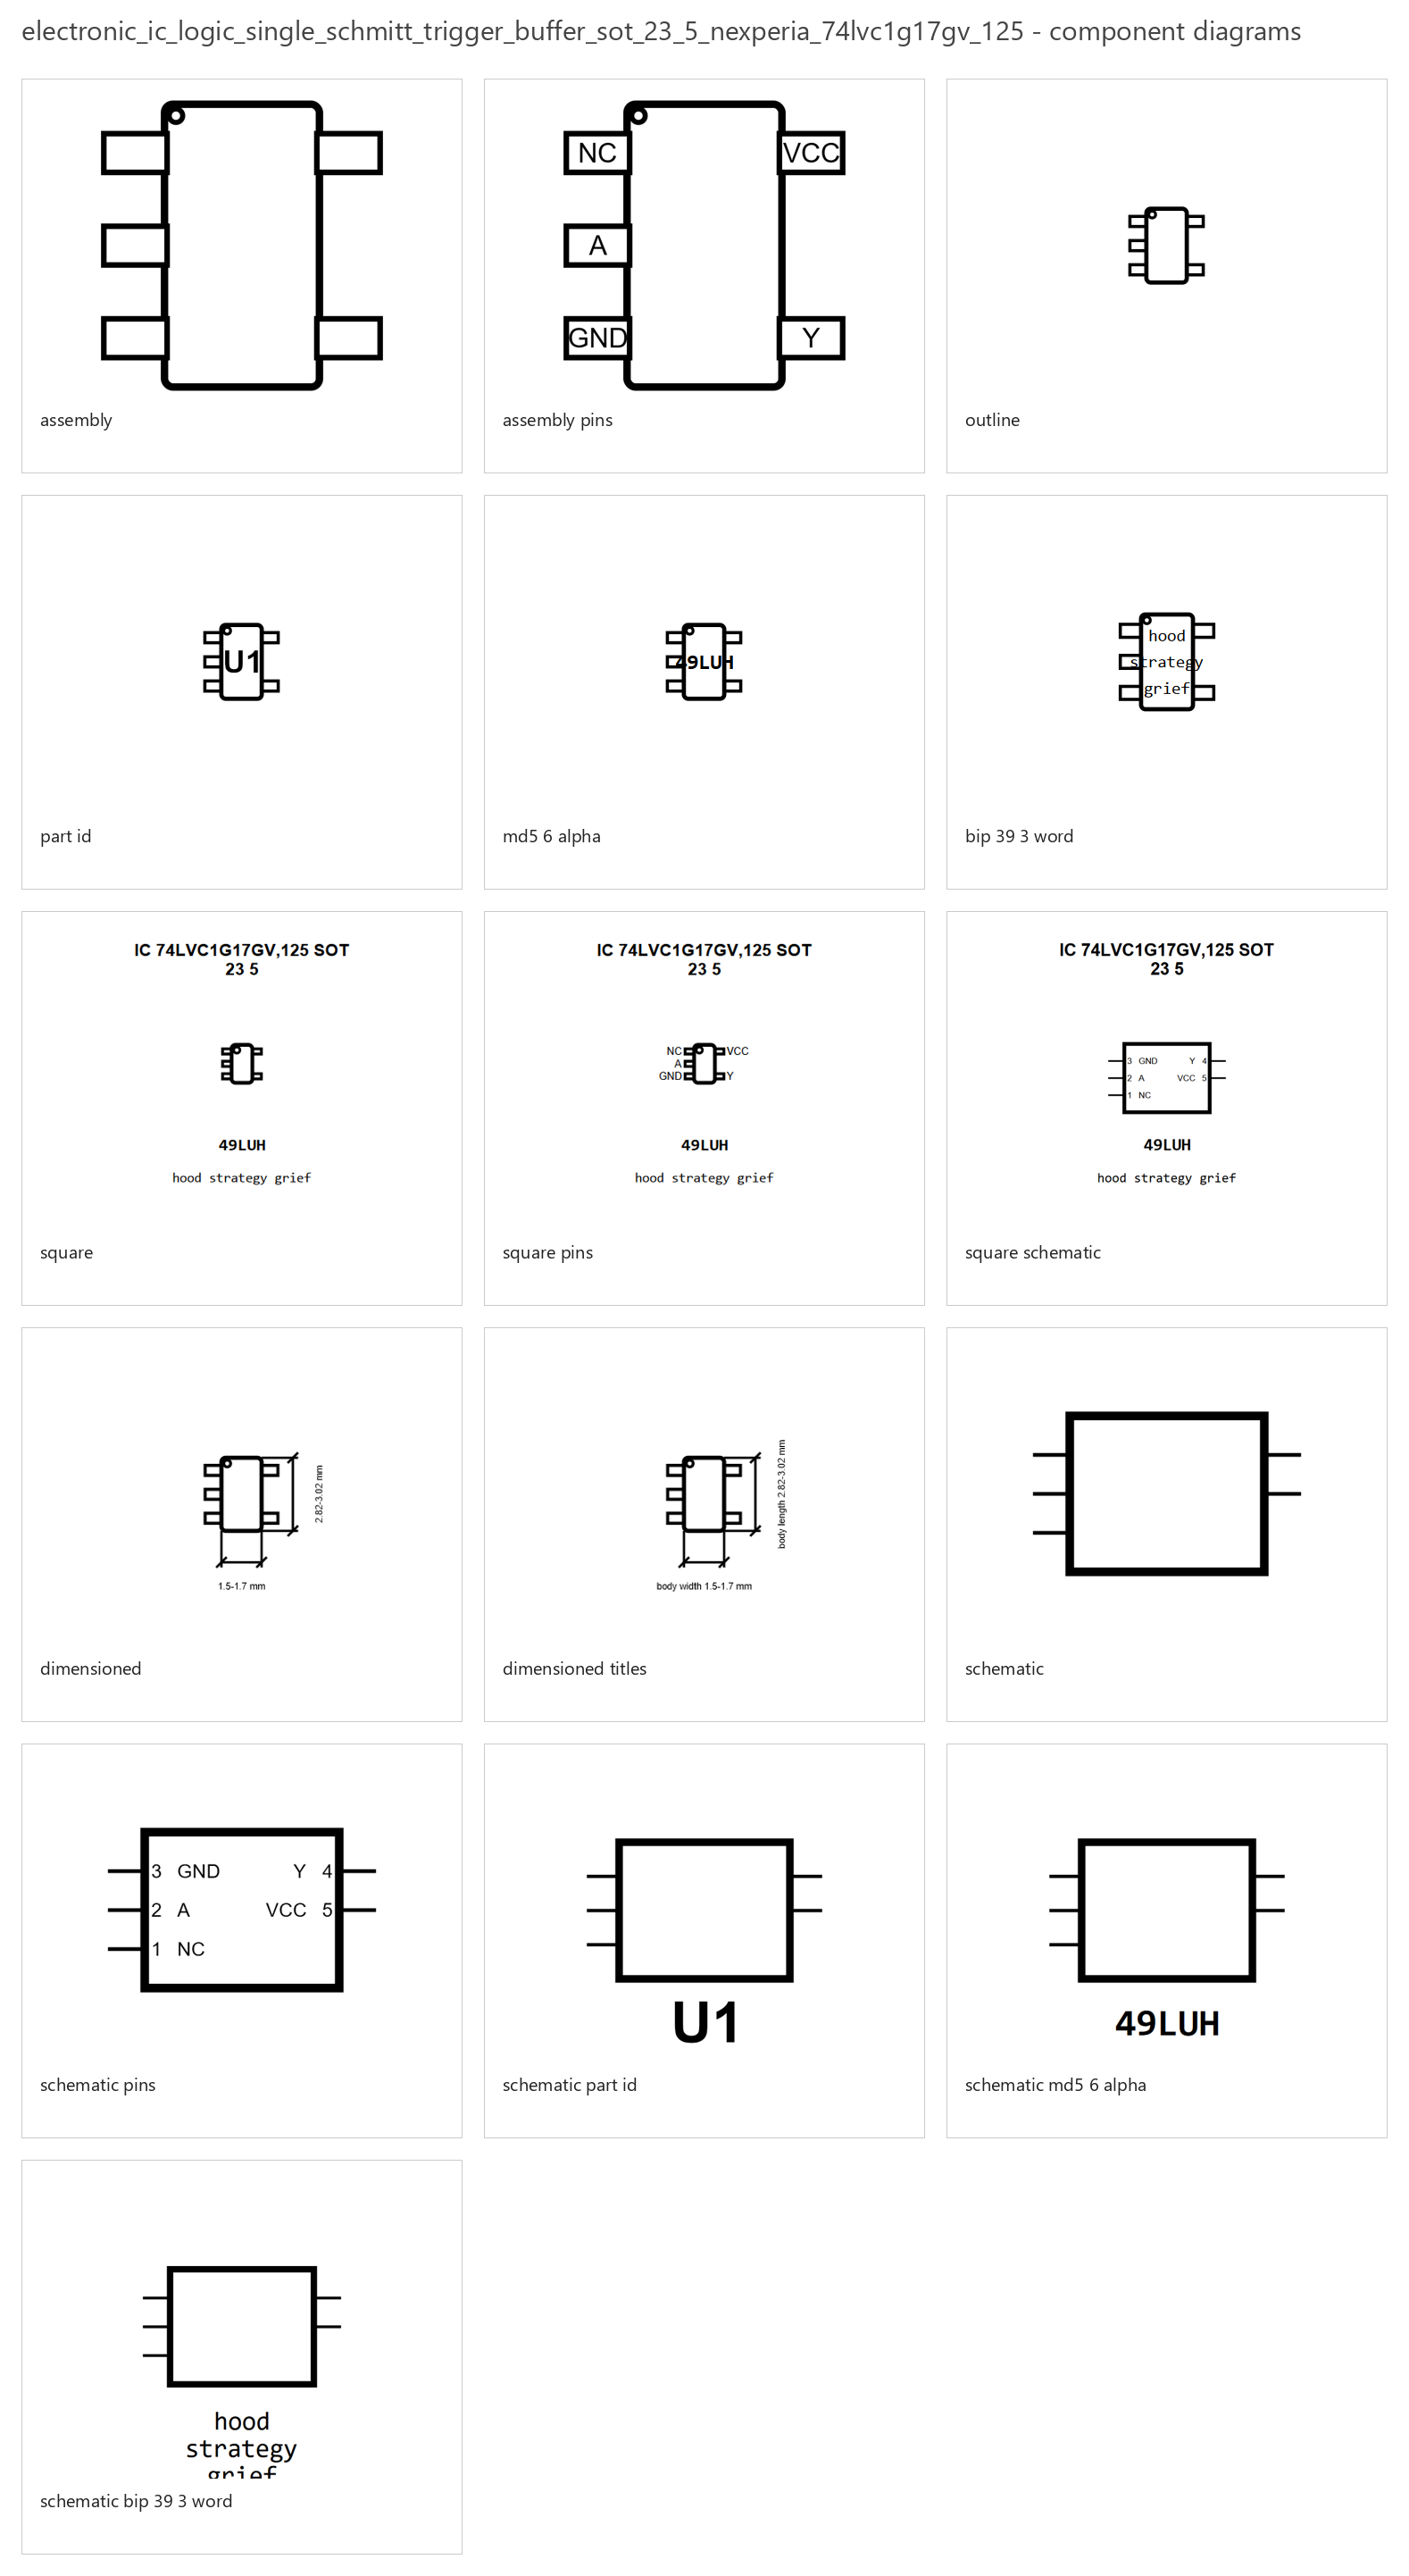 electronic_ic_logic_single_schmitt_trigger_buffer_sot_23_5_nexperia_74lvc1g17gv_125 - component diagrams
assembly
NC
VCC
A
GND
Y
assembly pins
outline
U1
part id
49LUH
md5 6 alpha
hood
strategy
grief
bip 39 3 word
IC 74LVC1G17GV,125 SOT
23 5
49LUH
hood strategy grief
square
IC 74LVC1G17GV,125 SOT
23 5
NC VCC
A
GND Y
49LUH
hood strategy grief
square pins
IC 74LVC1G17GV,125 SOT
23 5
3 GND Y 4
2 A VCC 5
1 NC
49LUH
hood strategy grief
square schematic
2.82-3.02 mm
1.5-1.7 mm
dimensioned
body length 2.82-3.02 mm
body width 1.5-1.7 mm
dimensioned titles
schematic
3 GND Y 4
2 A VCC 5
1 NC
schematic pins
U1
schematic part id
49LUH
schematic md5 6 alpha
hood
strategy
grief
schematic bip 39 3 word